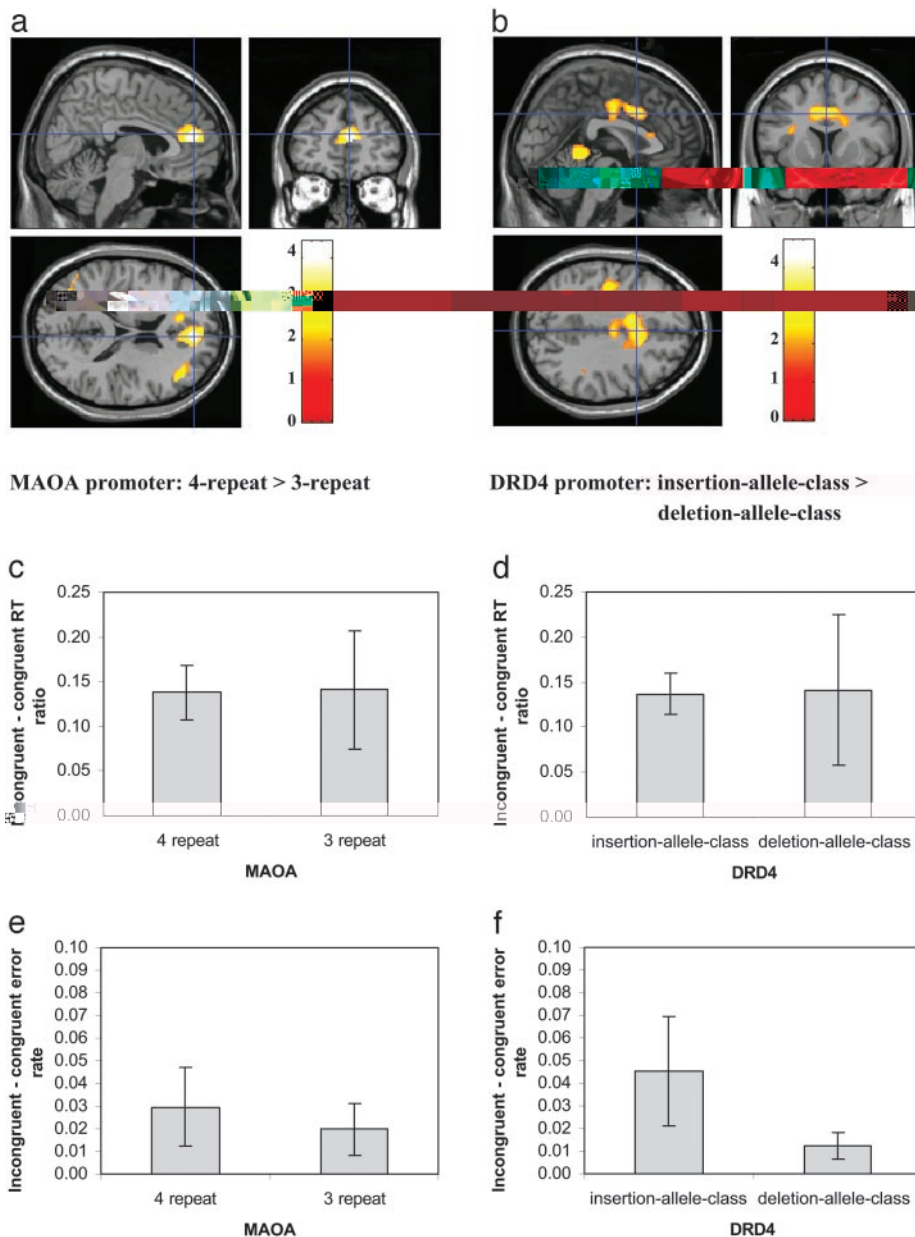 a
b
4
3
2
1
0
4
3
2
1
0
MAOA promoter: 4-repeat > 3-repeat
DRD4 promoter: insertion-allele-class >
deletion-allele-class
c
Incongruent - congruent RT
ratio
0.25
0.20
0.15
0.10
0.05
0.00
4 repeat
3 repeat
MAOA
d
Incongruent - congruent RT
ratio
0.25
0.20
0.15
0.10
0.05
0.00
insertion-allele-class
deletion-allele-class
DRD4
e
Incongruent - congruent error
rate
0.10
0.09
0.08
0.07
0.06
0.05
0.04
0.03
0.02
0.01
0.00
4 repeat
3 repeat
MAOA
f
Incongruent - congruent error
rate
0.10
0.09
0.08
0.07
0.06
0.05
0.04
0.03
0.02
0.01
0.00
insertion-allele-class
deletion-allele-class
DRD4